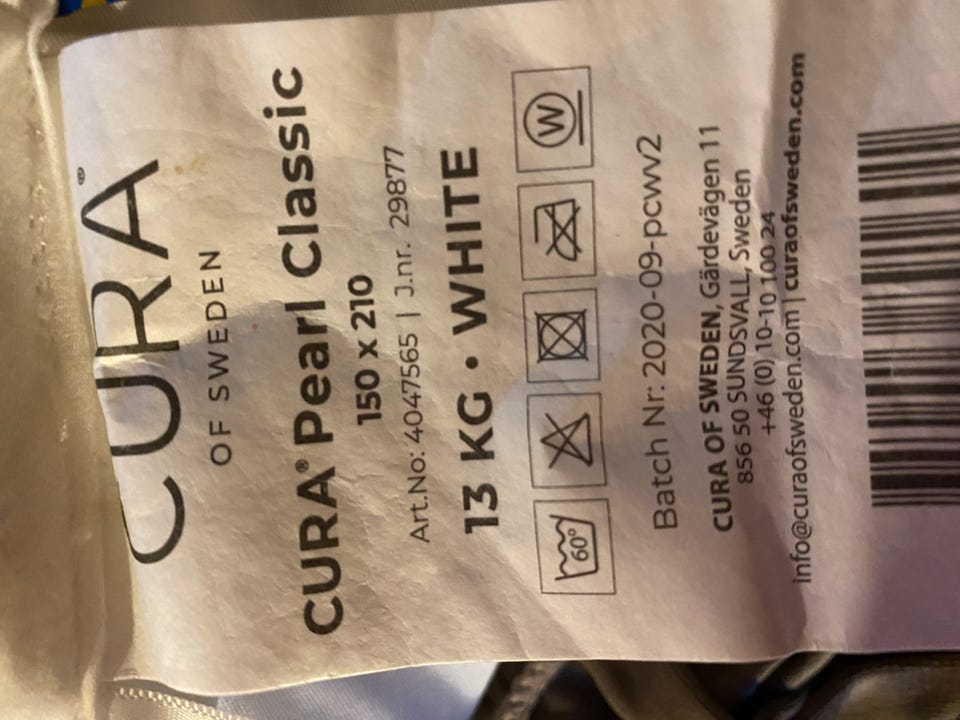 CURA®
OF SWEDEN
CURA® Pearl Classic
150 x 210
Art.No: 4047565 | J.nr. 29877
13 KG • WHITE
60° W
Batch Nr: 2020-09-pcwv2
CURA OF SWEDEN, Gärdevägen 11
856 50 SUNDSVALL, Sweden
+46 (0) 10-10 100 24
info@curaofsweden.com | curaofsweden.com